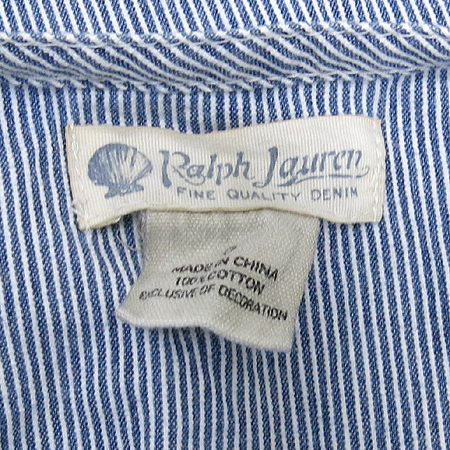 Ralph Lauren
FINE QUALITY DENIM
MADE IN CHINA
100% COTTON
EXCLUSIVE OF DECORATION